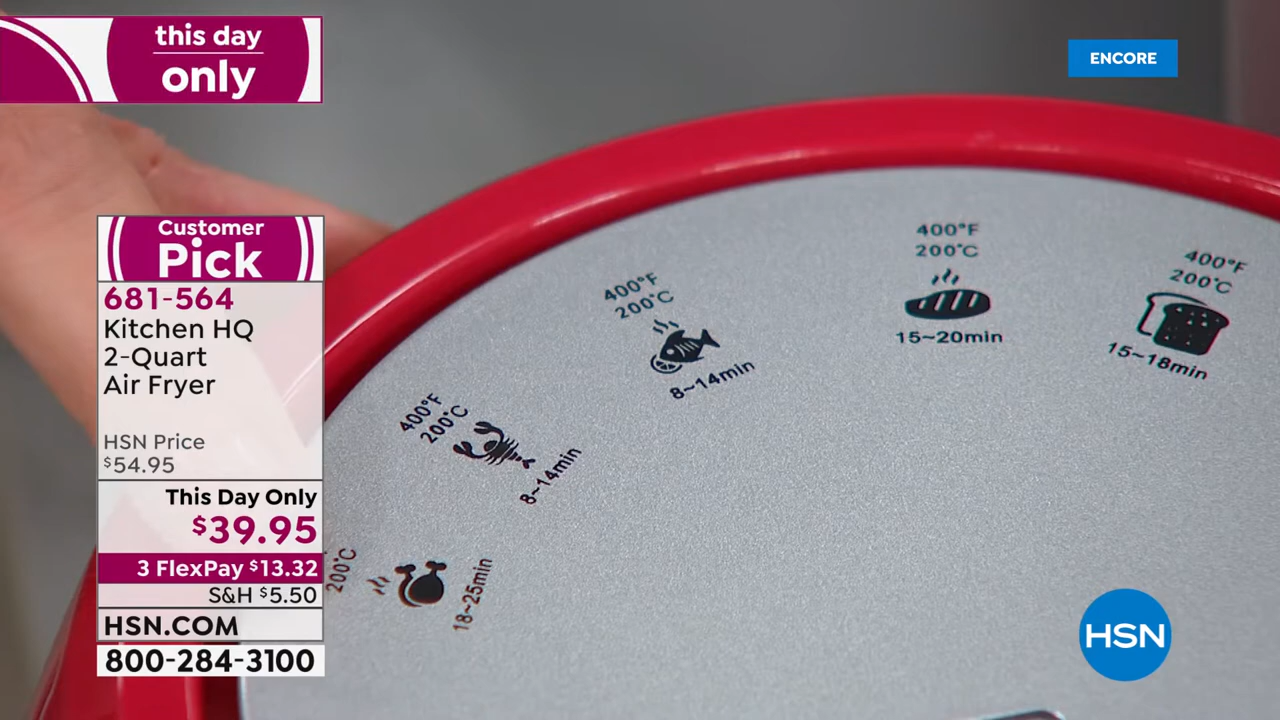 this day
only
ENCORE
Customer
Pick
681-564
Kitchen HQ
2-Quart
Air Fryer
HSN Price
$54.95
This Day Only
$39.95
3 FlexPay $13.32
S&H $5.50
HSN.COM
800-284-3100
200°C
18~25min
400°F
200°C
8~14min
400°F
200°C
8~14min
400°F
200°C
15~20min
400°F
200°C
15~18min
HSN